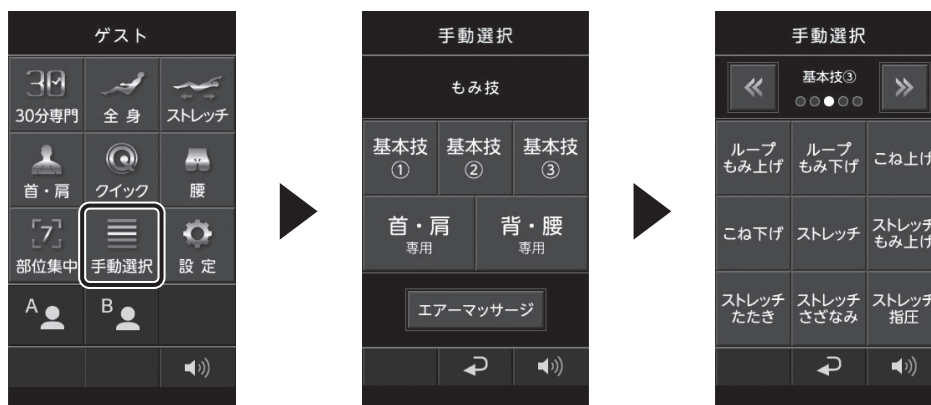 ゲスト
30
30分専門
全 身
ストレッチ
首・肩
クイック
腰
7
部位集中
手動選択
設 定
A
B
手動選択
もみ技
基本技
①
基本技
②
基本技
③
首・肩
専用
背・腰
専用
エアーマッサージ
手動選択
基本技③
ループ
もみ上げ
ループ
もみ下げ
こね上げ
こね下げ
ストレッチ
ストレッチ
もみ上げ
ストレッチ
たたき
ストレッチ
さざなみ
ストレッチ
指圧